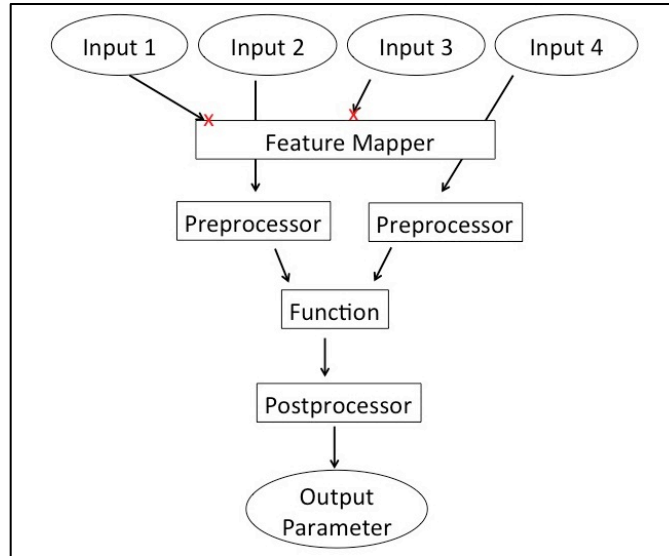 Input 1
Input 2
Input 3
Input 4
x
x
Feature Mapper
Preprocessor
Preprocessor
Function
Postprocessor
Output
Parameter